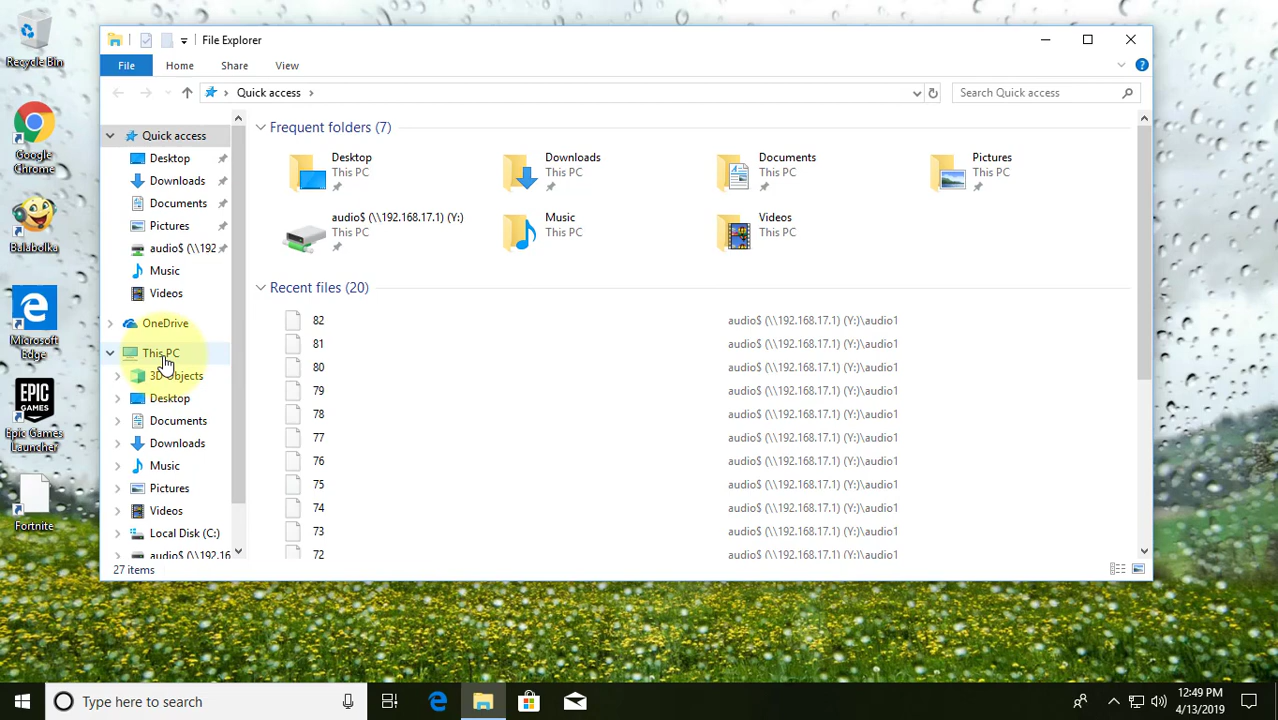 Recycle Bin
Google
Chrome
Balabolka
Microsoft
Edge
EPIC
GAMES
Epic Games
Launcher
Fortnite
File Explorer
File Home Share View
Quick access
Search Quick access
Quick access
Desktop
Downloads
Documents
Pictures
audio$ (\\192
Music
Videos
OneDrive
This PC
3D Objects
Desktop
Documents
Downloads
Music
Pictures
Videos
Local Disk (C:)
audio$ (\\192.16
Frequent folders (7)
Desktop
This PC
Downloads
This PC
Documents
This PC
Pictures
This PC
audio$ (\\192.168.17.1) (Y:)
This PC
Music
This PC
Videos
This PC
Recent files (20)
82 audio$ (\\192.168.17.1) (Y:)\audio1
81 audio$ (\\192.168.17.1) (Y:)\audio1
80 audio$ (\\192.168.17.1) (Y:)\audio1
79 audio$ (\\192.168.17.1) (Y:)\audio1
78 audio$ (\\192.168.17.1) (Y:)\audio1
77 audio$ (\\192.168.17.1) (Y:)\audio1
76 audio$ (\\192.168.17.1) (Y:)\audio1
75 audio$ (\\192.168.17.1) (Y:)\audio1
74 audio$ (\\192.168.17.1) (Y:)\audio1
73 audio$ (\\192.168.17.1) (Y:)\audio1
72 audio$ (\\192.168.17.1) (Y:)\audio1
27 items
Type here to search
12:49 PM
4/13/2019